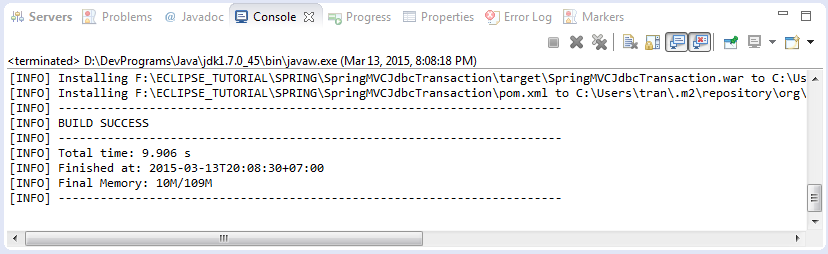 Servers Problems @ Javadoc Console Progress Properties Error Log Markers
<terminated> D:\DevPrograms\Java\jdk1.7.0_45\bin\javaw.exe (Mar 13, 2015, 8:08:18 PM)
[INFO] Installing F:\ECLIPSE_TUTORIAL\SPRING\SpringMVCJdbcTransaction\target\SpringMVCJdbcTransaction.war to C:\Us
[INFO] Installing F:\ECLIPSE_TUTORIAL\SPRING\SpringMVCJdbcTransaction\pom.xml to C:\Users\tran\.m2\repository\org\
[INFO] ------------------------------------------------------------------------
[INFO] BUILD SUCCESS
[INFO] ------------------------------------------------------------------------
[INFO] Total time: 9.906 s
[INFO] Finished at: 2015-03-13T20:08:30+07:00
[INFO] Final Memory: 10M/109M
[INFO] ------------------------------------------------------------------------